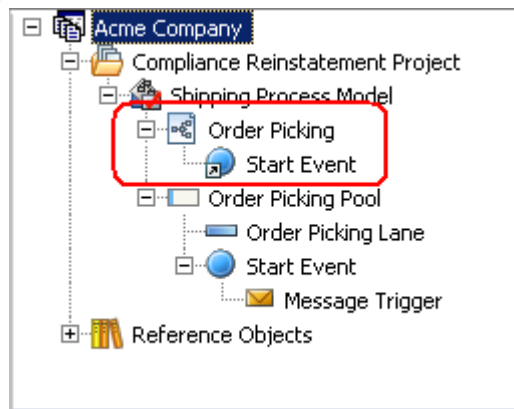 Acme Company
Compliance Reinstatement Project
Shipping Process Model
Order Picking
Start Event
Order Picking Pool
Order Picking Lane
Start Event
Message Trigger
Reference Objects